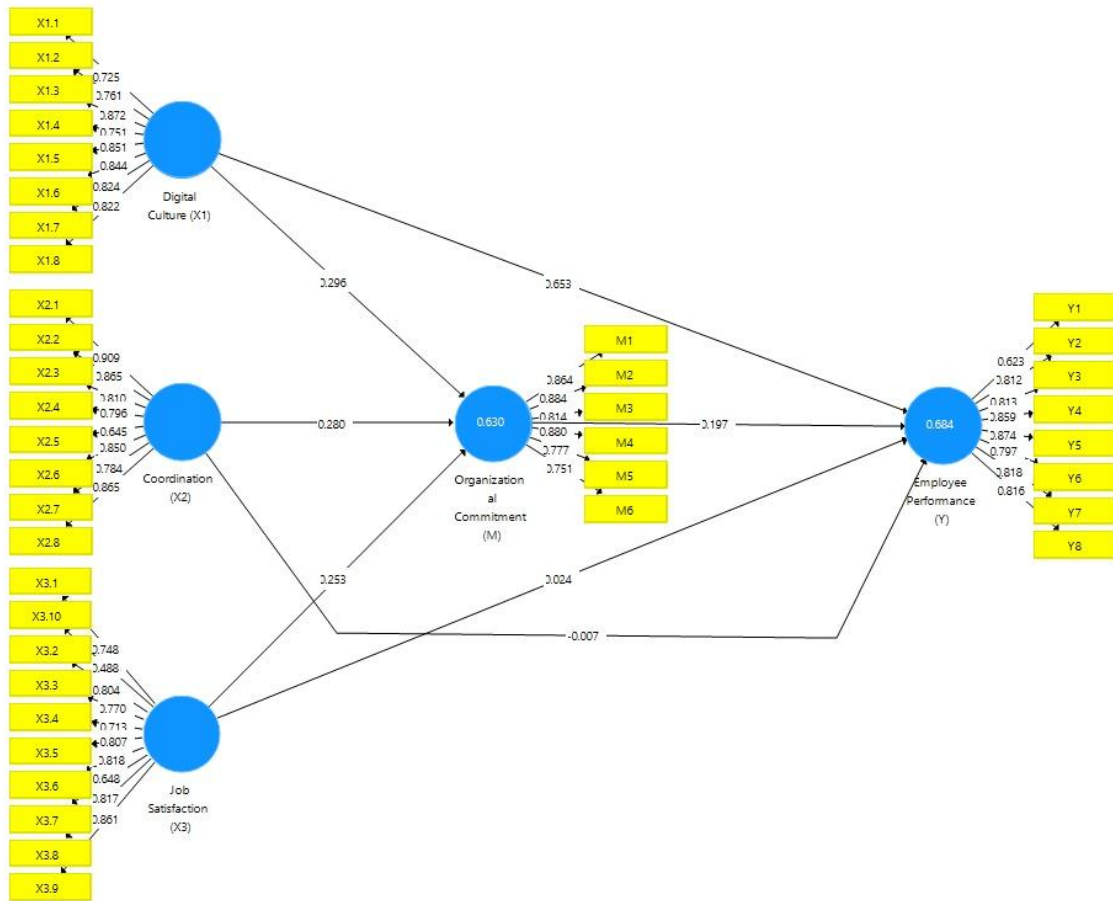 X1.1
X1.2
X1.3
X1.4
X1.5
X1.6
X1.7
X1.8
0.725
0.761
0.872
0.751
0.851
0.844
0.824
0.822
Digital
Culture (X1)
0.296
0.653
X2.1
X2.2
X2.3
X2.4
X2.5
X2.6
X2.7
X2.8
0.909
0.865
0.810
0.796
0.645
0.850
0.784
0.865
Coordination
(X2)
0.280
-0.007
X3.1
X3.10
X3.2
X3.3
X3.4
X3.5
X3.6
X3.7
X3.8
X3.9
0.748
0.488
0.804
0.770
0.713
0.807
0.818
0.648
0.817
0.861
Job
Satisfaction
(X3)
0.253
0.024
0.630
Organization
al
Commitment
(M)
0.864
0.884
0.814
0.880
0.777
0.751
M1
M2
M3
M4
M5
M6
0.197
0.684
Employee
Performance
(Y)
0.623
0.812
0.813
0.859
0.874
0.797
0.818
0.816
Y1
Y2
Y3
Y4
Y5
Y6
Y7
Y8